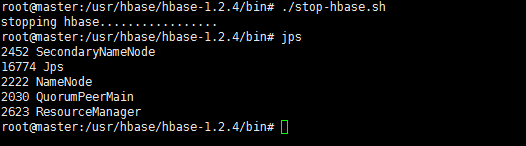 root@master:/usr/hbase/hbase-1.2.4/bin# ./stop-hbase.sh
stopping hbase.................
root@master:/usr/hbase/hbase-1.2.4/bin# jps
2452 SecondaryNameNode
16774 Jps
2222 NameNode
2030 QuorumPeerMain
2623 ResourceManager
root@master:/usr/hbase/hbase-1.2.4/bin#